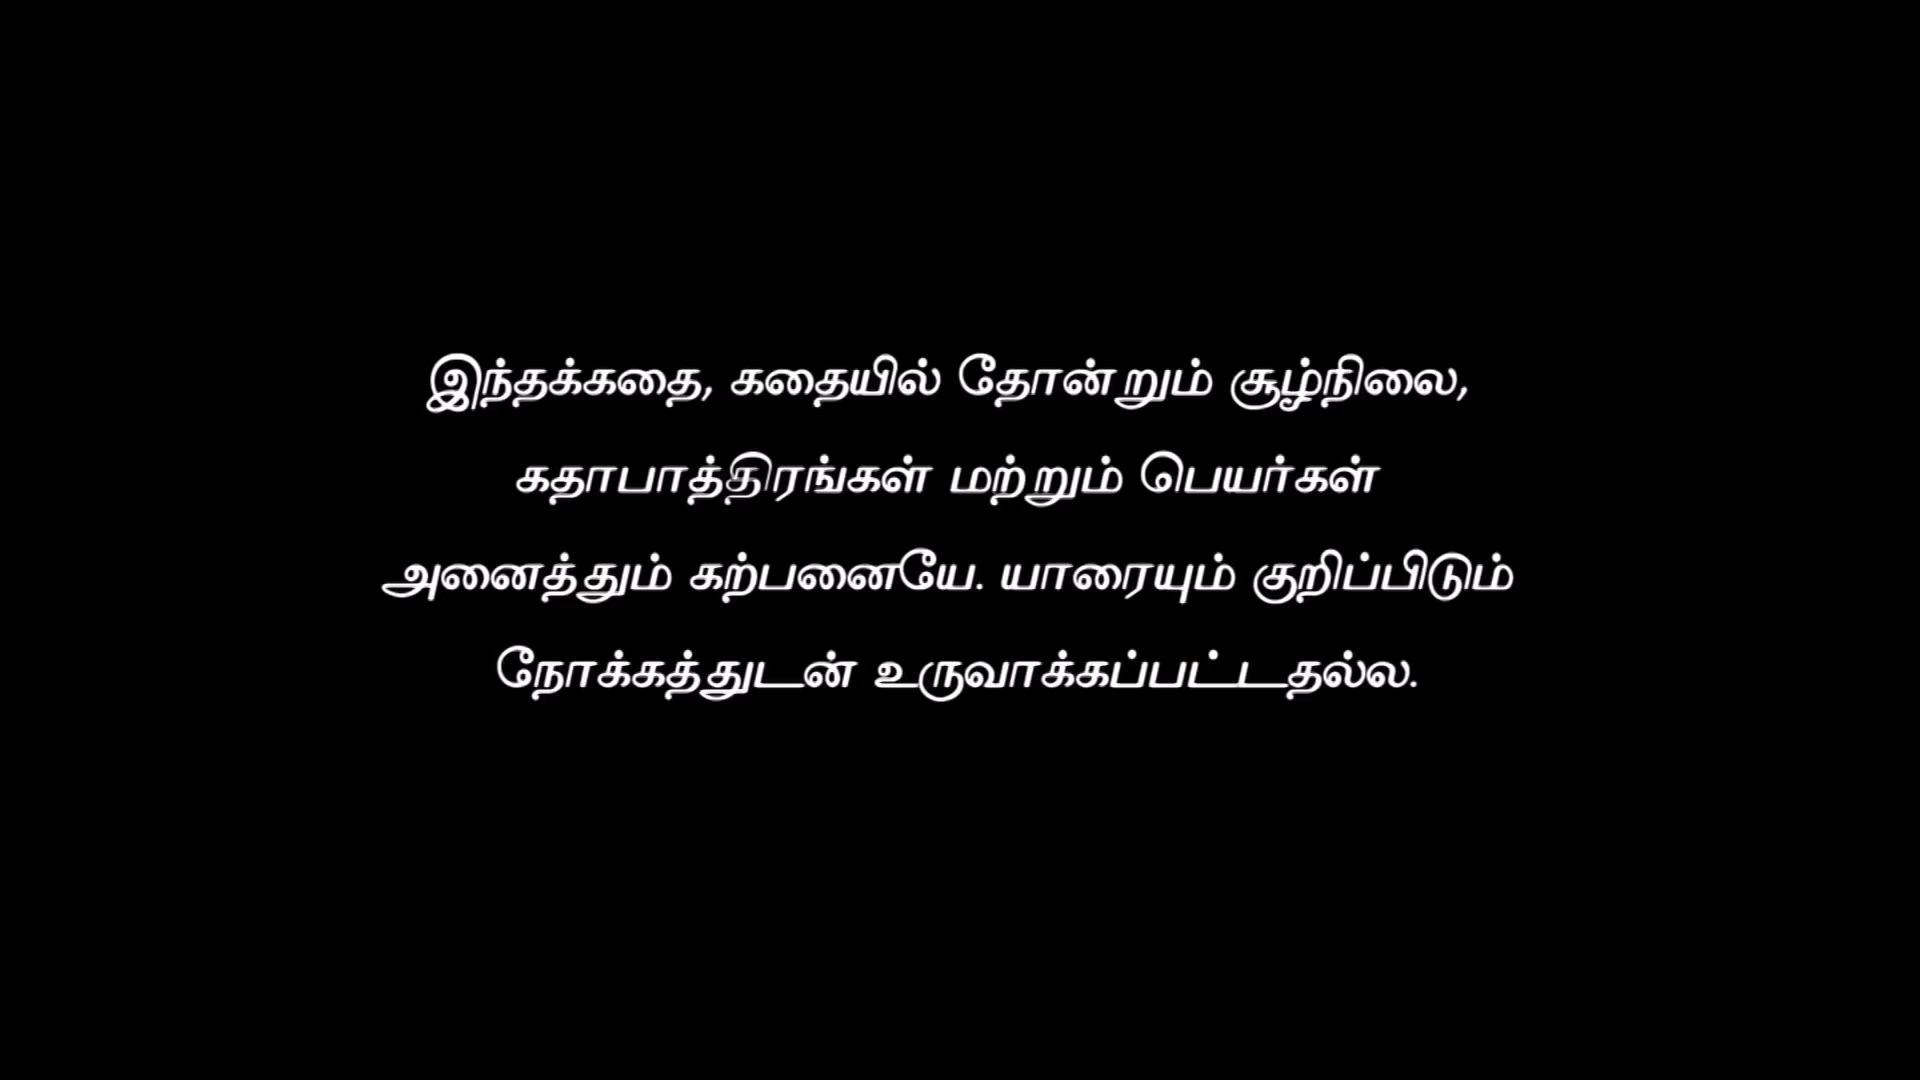 இந்தக்கதை, கதையில் தோன்றும் சூழ்நிலை,
கதாபாத்திரங்கள் மற்றும் பெயர்கள்
அனைத்தும் கற்பனையே. யாரையும் குறிப்பிடும்
நோக்கத்துடன் உருவாக்கப்பட்டதல்ல.